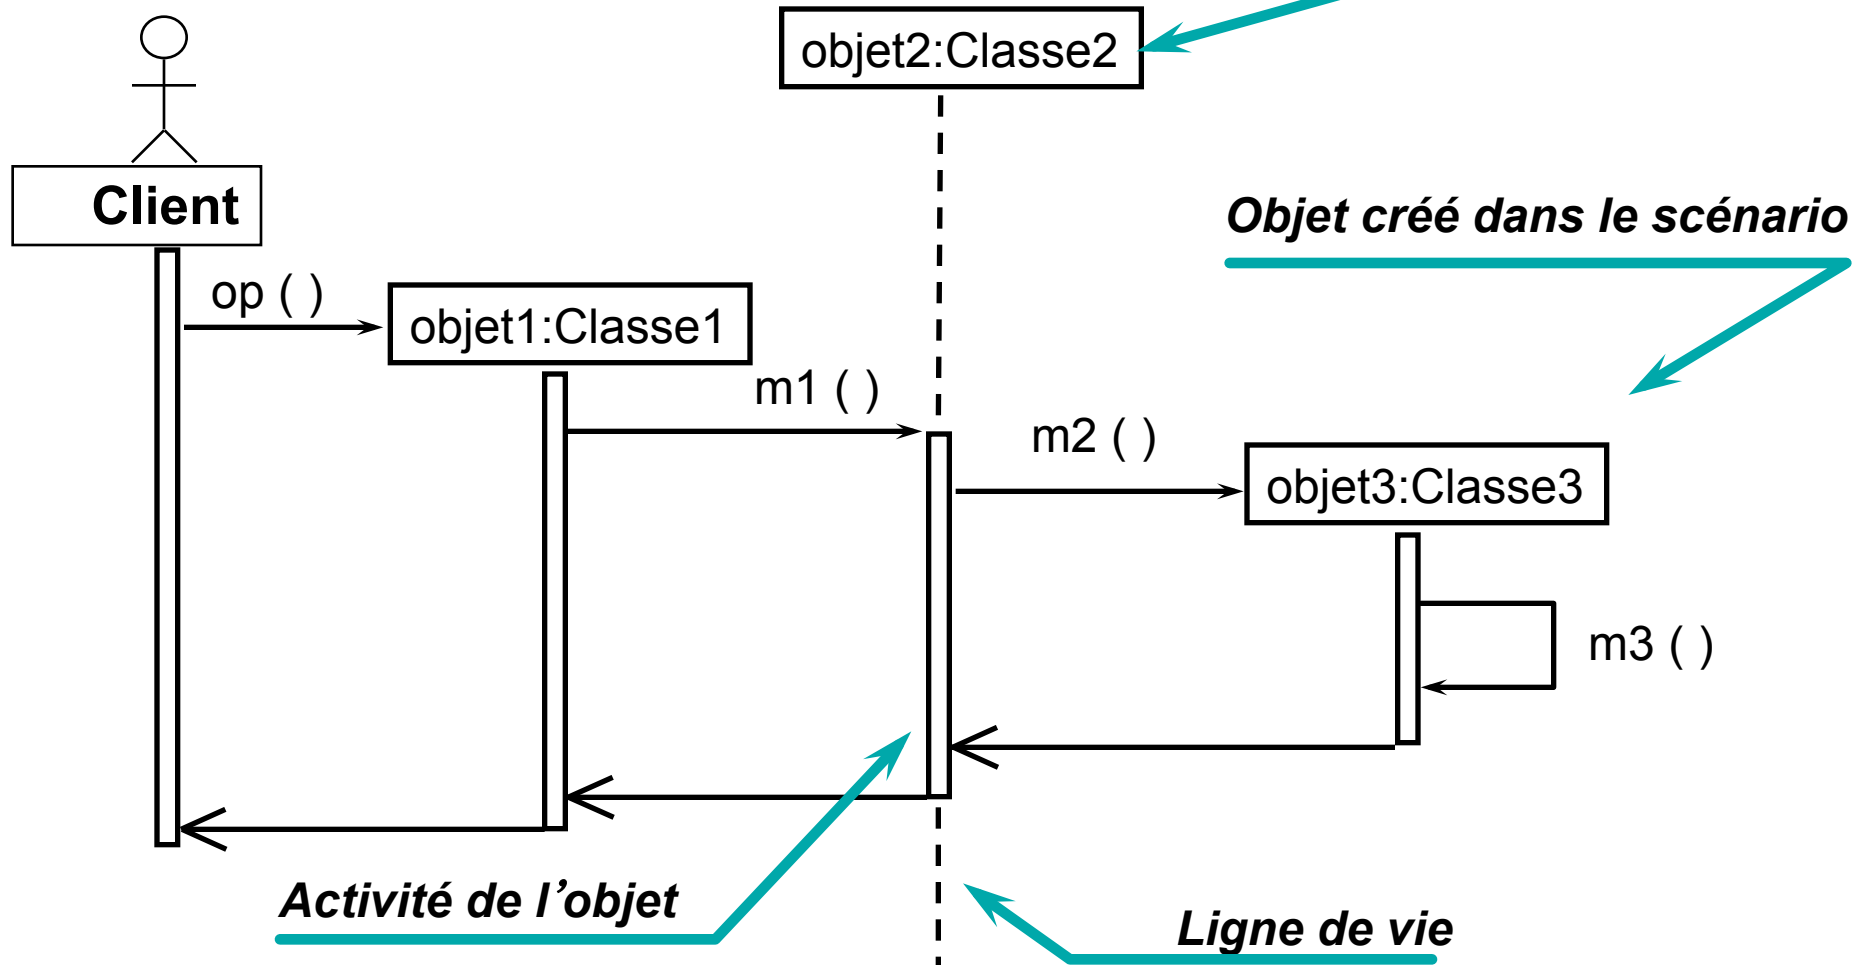 objet2:Classe2
Client
Objet créé dans le scénario
op ( )
objet1:Classe1
m1 ( )
m2 ( )
objet3:Classe3
m3 ( )
Activité de l’objet
Ligne de vie